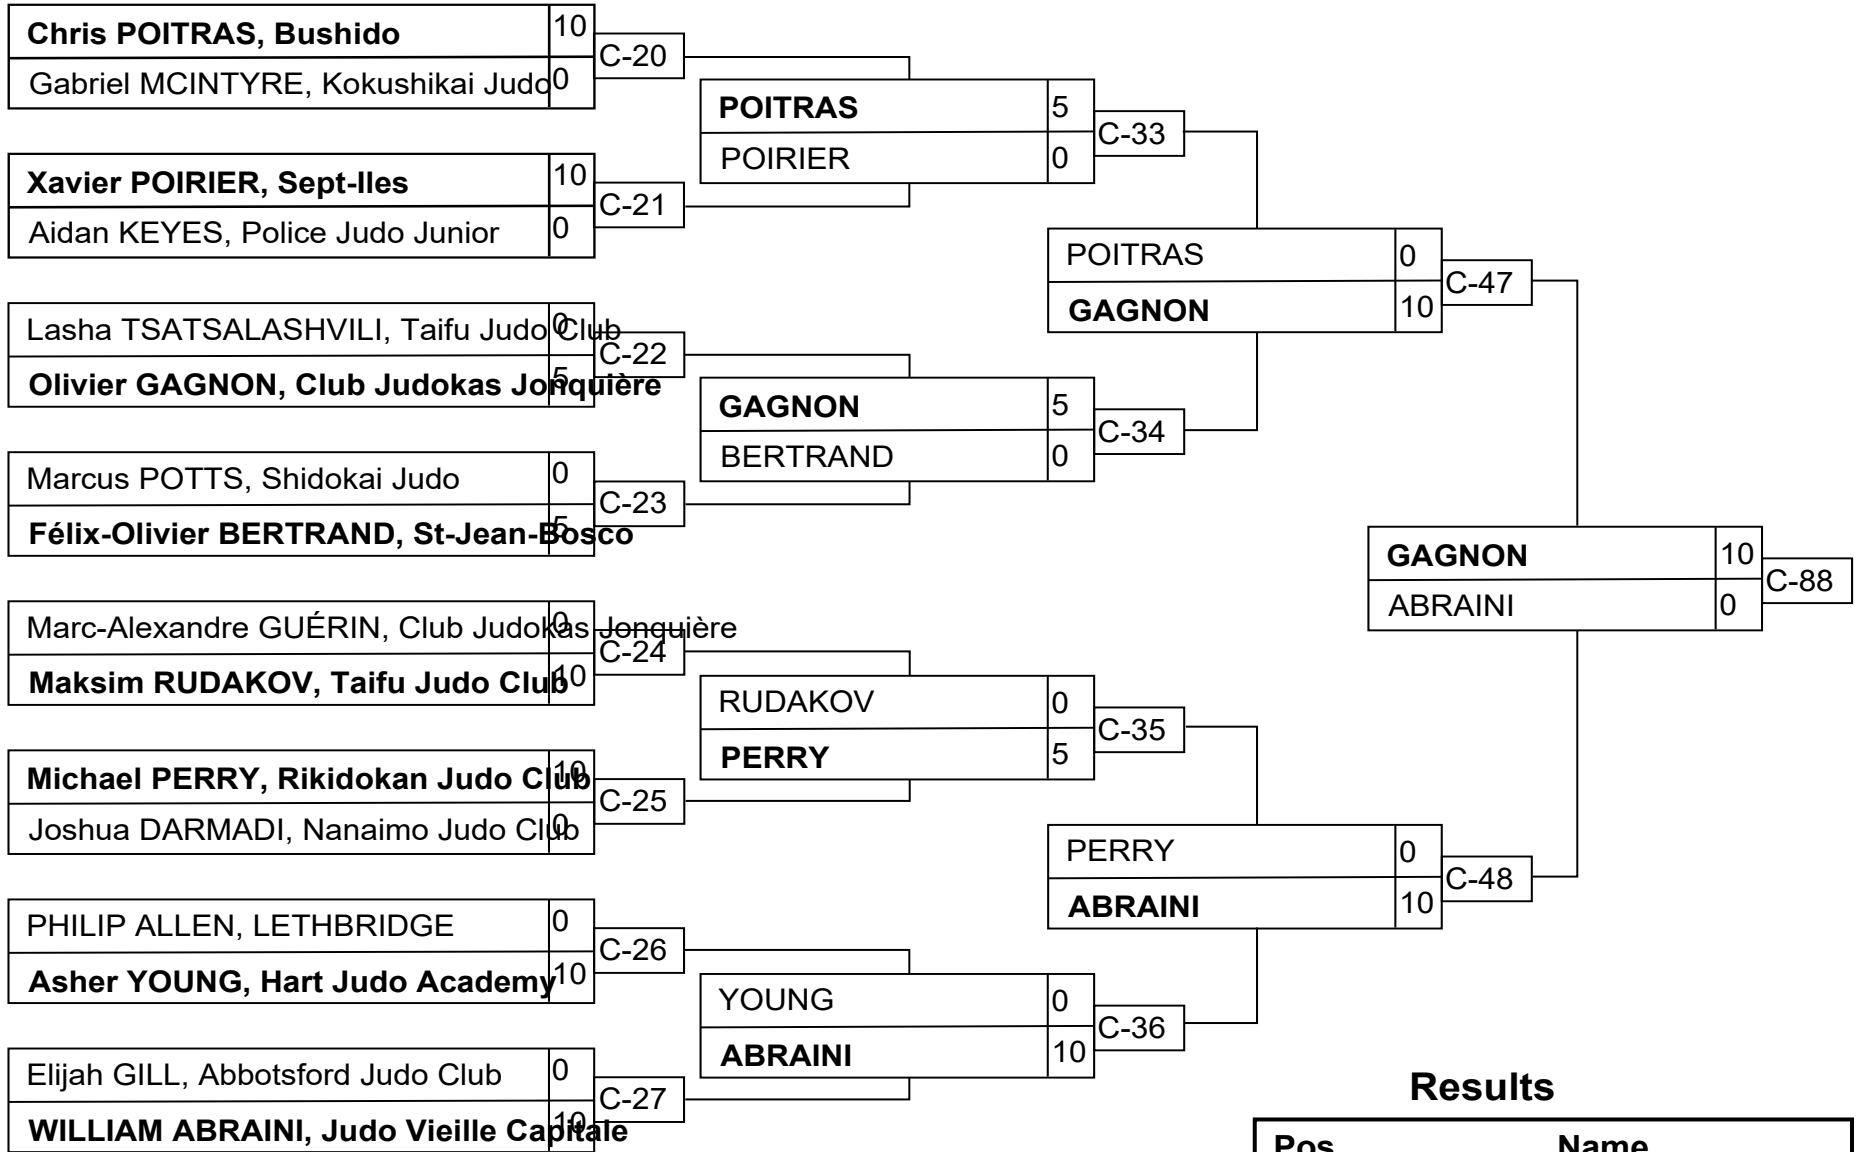 Chris POITRAS, Bushido 10
Gabriel MCINTYRE, Kokushikai Judo 0
C-20
Xavier POIRIER, Sept-Iles 10
Aidan KEYES, Police Judo Junior 0
C-21
Lasha TSATSALASHVILI, Taifu Judo Club 0
Olivier GAGNON, Club Judokas Jonquière 5
C-22
Marcus POTTS, Shidokai Judo 0
Félix-Olivier BERTRAND, St-Jean-Bosco 5
C-23
Marc-Alexandre GUÉRIN, Club Judokas Jonquière 0
Maksim RUDAKOV, Taifu Judo Club 10
C-24
Michael PERRY, Rikidokan Judo Club 10
Joshua DARMADI, Nanaimo Judo Club 0
C-25
PHILIP ALLEN, LETHBRIDGE 0
Asher YOUNG, Hart Judo Academy 10
C-26
Elijah GILL, Abbotsford Judo Club 0
WILLIAM ABRAINI, Judo Vieille Capitale 10
C-27
POITRAS 5
POIRIER 0
C-33
GAGNON 5
BERTRAND 0
C-34
RUDAKOV 0
PERRY 5
C-35
YOUNG 0
ABRAINI 10
C-36
POITRAS 0
GAGNON 10
C-47
PERRY 0
ABRAINI 10
C-48
GAGNON 10
ABRAINI 0
C-88
Results
Pos Name